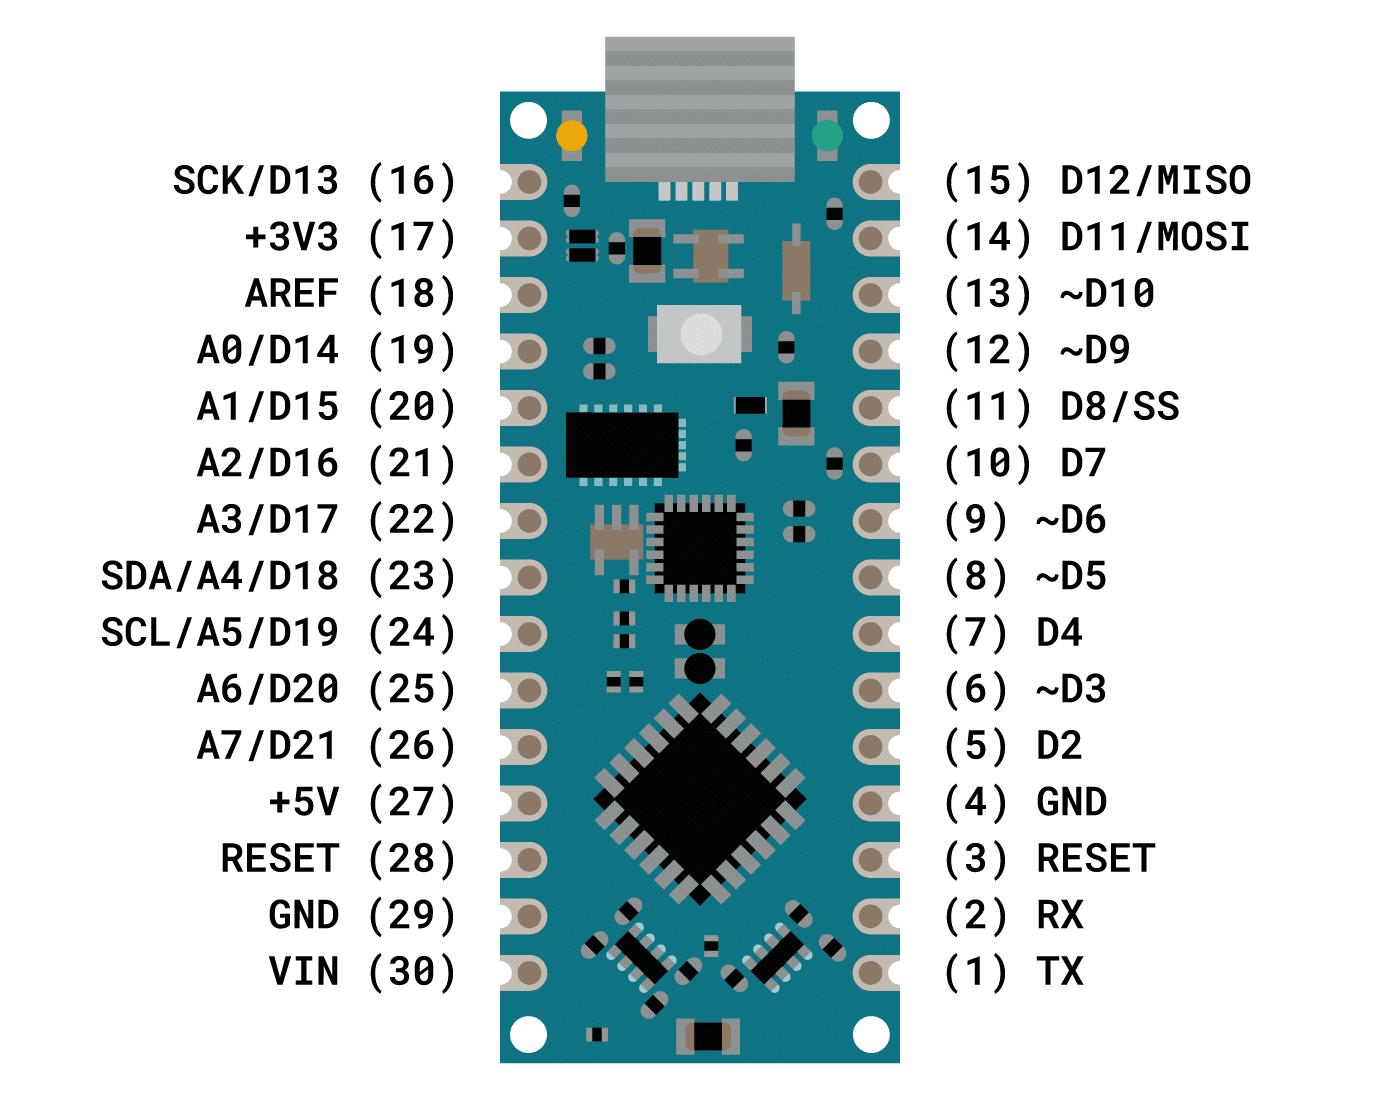 SCK/D13 (16)
+3V3 (17)
AREF (18)
A0/D14 (19)
A1/D15 (20)
A2/D16 (21)
A3/D17 (22)
SDA/A4/D18 (23)
SCL/A5/D19 (24)
A6/D20 (25)
A7/D21 (26)
+5V (27)
RESET (28)
GND (29)
VIN (30)
(15) D12/MISO
(14) D11/MOSI
(13) ~D10
(12) ~D9
(11) D8/SS
(10) D7
(9) ~D6
(8) ~D5
(7) D4
(6) ~D3
(5) D2
(4) GND
(3) RESET
(2) RX
(1) TX